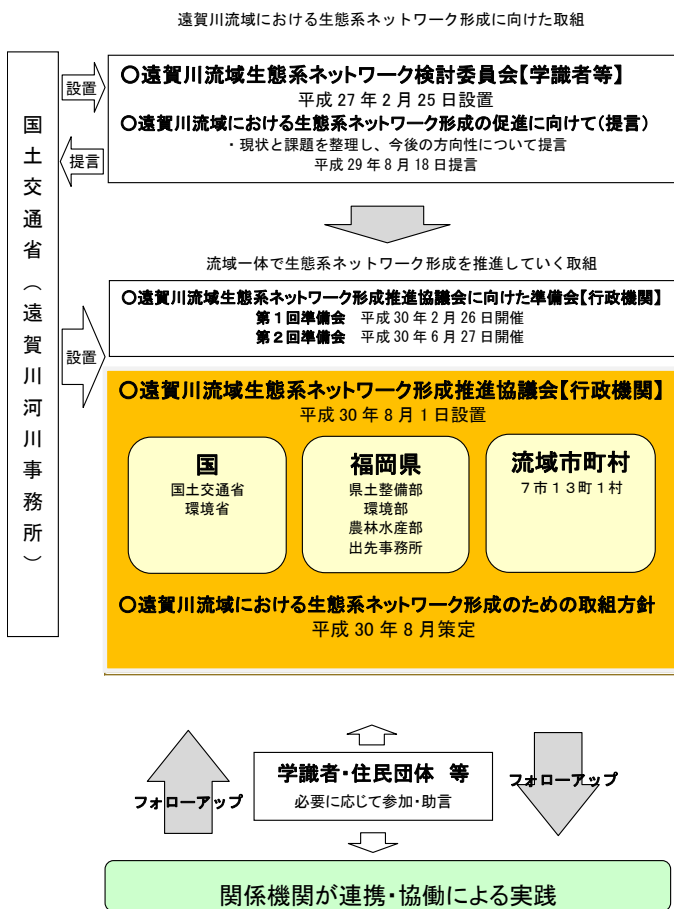 遠賀川流域における生態系ネットワーク形成に向けた取組
国土交通省（遠賀川河川事務所）
設置
○遠賀川流域生態系ネットワーク検討委員会【学識者等】
平成27年2月25日設置
○遠賀川流域における生態系ネットワーク形成の促進に向けて(提言)
・現状と課題を整理し、今後の方向性について提言
平成29年8月18日提言
提言
流域一体で生態系ネットワーク形成を推進していく取組
○遠賀川流域生態系ネットワーク形成推進協議会に向けた準備会【行政機関】
第1回準備会 平成30年2月26日開催
第2回準備会 平成30年6月27日開催
設置
○遠賀川流域生態系ネットワーク形成推進協議会【行政機関】
平成30年8月1日設置
国
国土交通省
環境省
福岡県
県土整備部
環境部
農林水産部
出先事務所
流域市町村
7市13町1村
○遠賀川流域における生態系ネットワーク形成のための取組方針
平成30年8月策定
フォローアップ
学識者・住民団体 等
必要に応じて参加・助言
フォローアップ
関係機関が連携・協働による実践